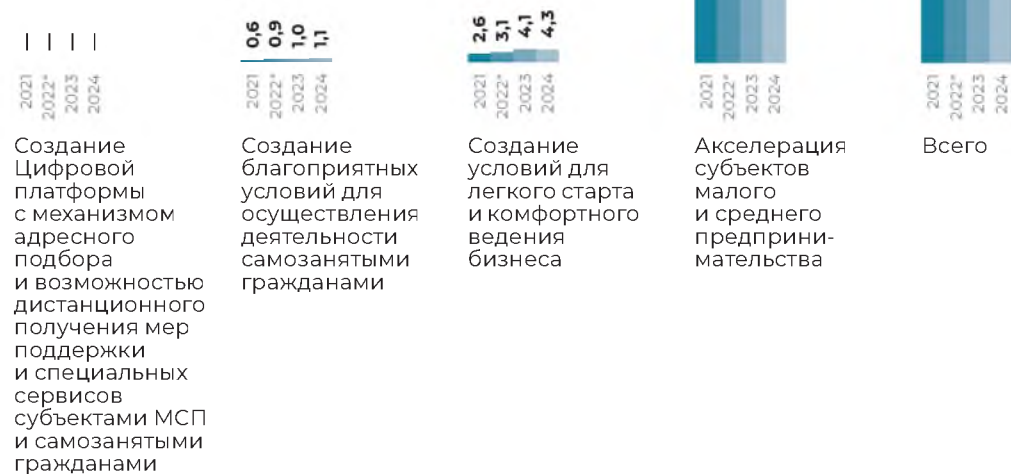 0,6
0,9
1,0
1,1
2,6
3,1
4,1
4,3
2021
2022*
2023
2024
2021
2022*
2023
2024
2021
2022*
2023
2024
2021
2022*
2023
2024
2021
2022*
2023
2024
Создание
Цифровой
платформы
с механизмом
адресного
подбора
и возможностью
дистанционного
получения мер
поддержки
и специальных
сервисов
субъектами МСП
и самозанятыми
гражданами
Создание
благоприятных
условий для
осуществления
деятельности
самозанятыми
гражданами
Создание
условий для
легкого старта
и комфортного
ведения
бизнеса
Акселерация
субъектов
малого
и среднего
предприни-
мательства
Всего